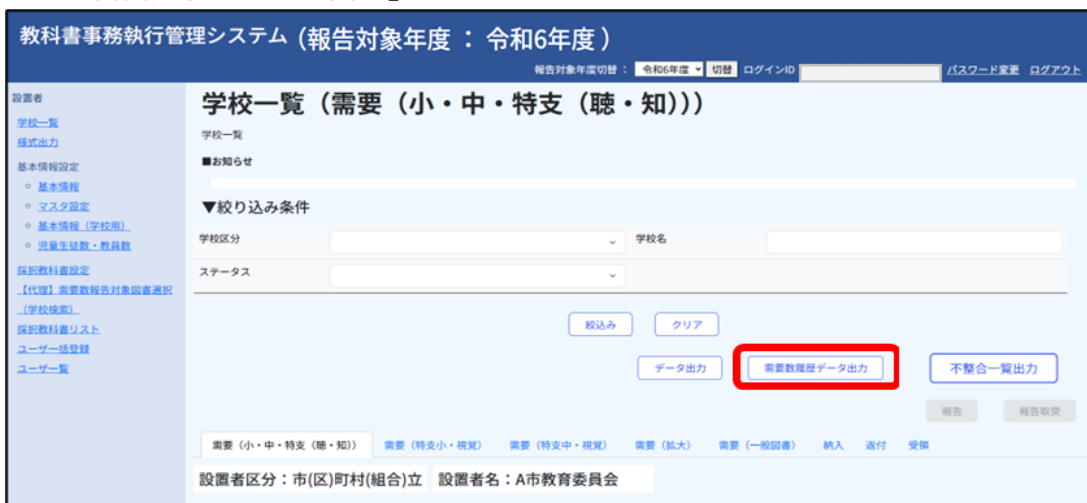 教科書事務執行管理システム (報告対象年度 : 令和6年度 )
報告対象年度切替 : 令和6年度 切替 ログインID パスワード変更 ログアウト
設置者
学校一覧
様式出力
基本情報設定
基本情報
マスタ設定
基本情報（学校用）
児童生徒数・教員数
採択教科書設定
【代理】需要数報告対象図書選択
（学校検索）
採択教科書リスト
ユーザー括登録
ユーザ一覧
学校一覧（需要（小・中・特支（聴・知）））
学校一覧
■お知らせ
▼絞り込み条件
学校区分 学校名
ステータス
絞込み クリア
データ出力 需要数履歴データ出力 不整合一覧出力
報告 報告取戻
需要（小・中・特支（聴・知）） 需要（特支小・視覚） 需要（特支中・視覚） 需要（拡大） 需要（一般図書） 納入 返付 受領
設置者区分：市(区)町村(組合)立 設置者名：A市教育委員会